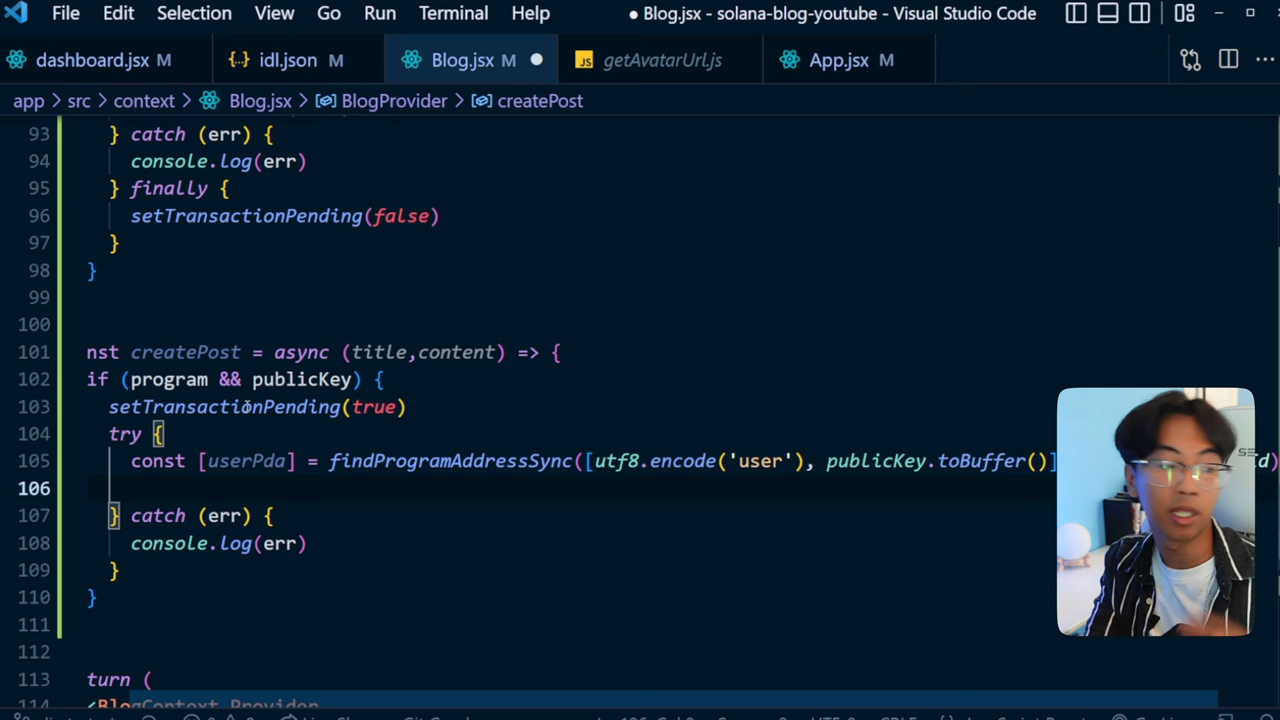 File Edit Selection View Go Run Terminal Help ● Blog.jsx - solana-blog-youtube - Visual Studio Code
dashboard.jsx M {..} idl.json M Blog.jsx M JS getAvatarUrl.js App.jsx M
app > src > context > Blog.jsx > BlogProvider > createPost
93 } catch (err) {
94 console.log(err)
95 } finally {
96 setTransactionPending(false)
97 }
98 }
99
100
101 nst createPost = async (title,content) => {
102 if (program && publicKey) {
103 setTransactionPending(true)
104 try {
105 const [userPda] = findProgramAddressSync([utf8.encode('user'), publicKey.toBuffer()]
106
107 } catch (err) {
108 console.log(err)
109 }
110 }
111
112
113 turn (
114 <BlogContext.Provider